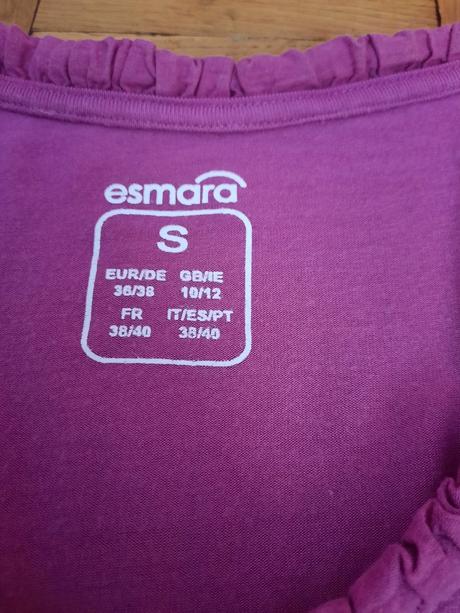 esmara
S
EUR/DE GB/IE
36/38 10/12
FR IT/ES/PT
38/40 38/40